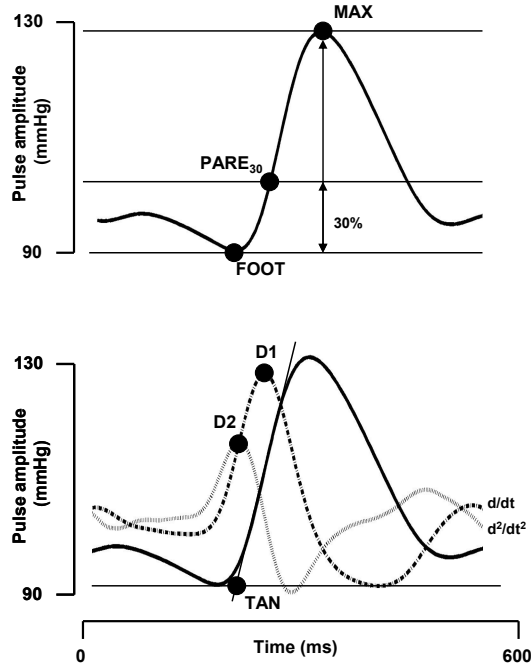 MAX
130
Pulse amplitude
(mmHg)
PARE30
30%
90
FOOT
D1
130
D2
Pulse amplitude
(mmHg)
d/dt
d²/dt²
90
TAN
0
Time (ms)
600